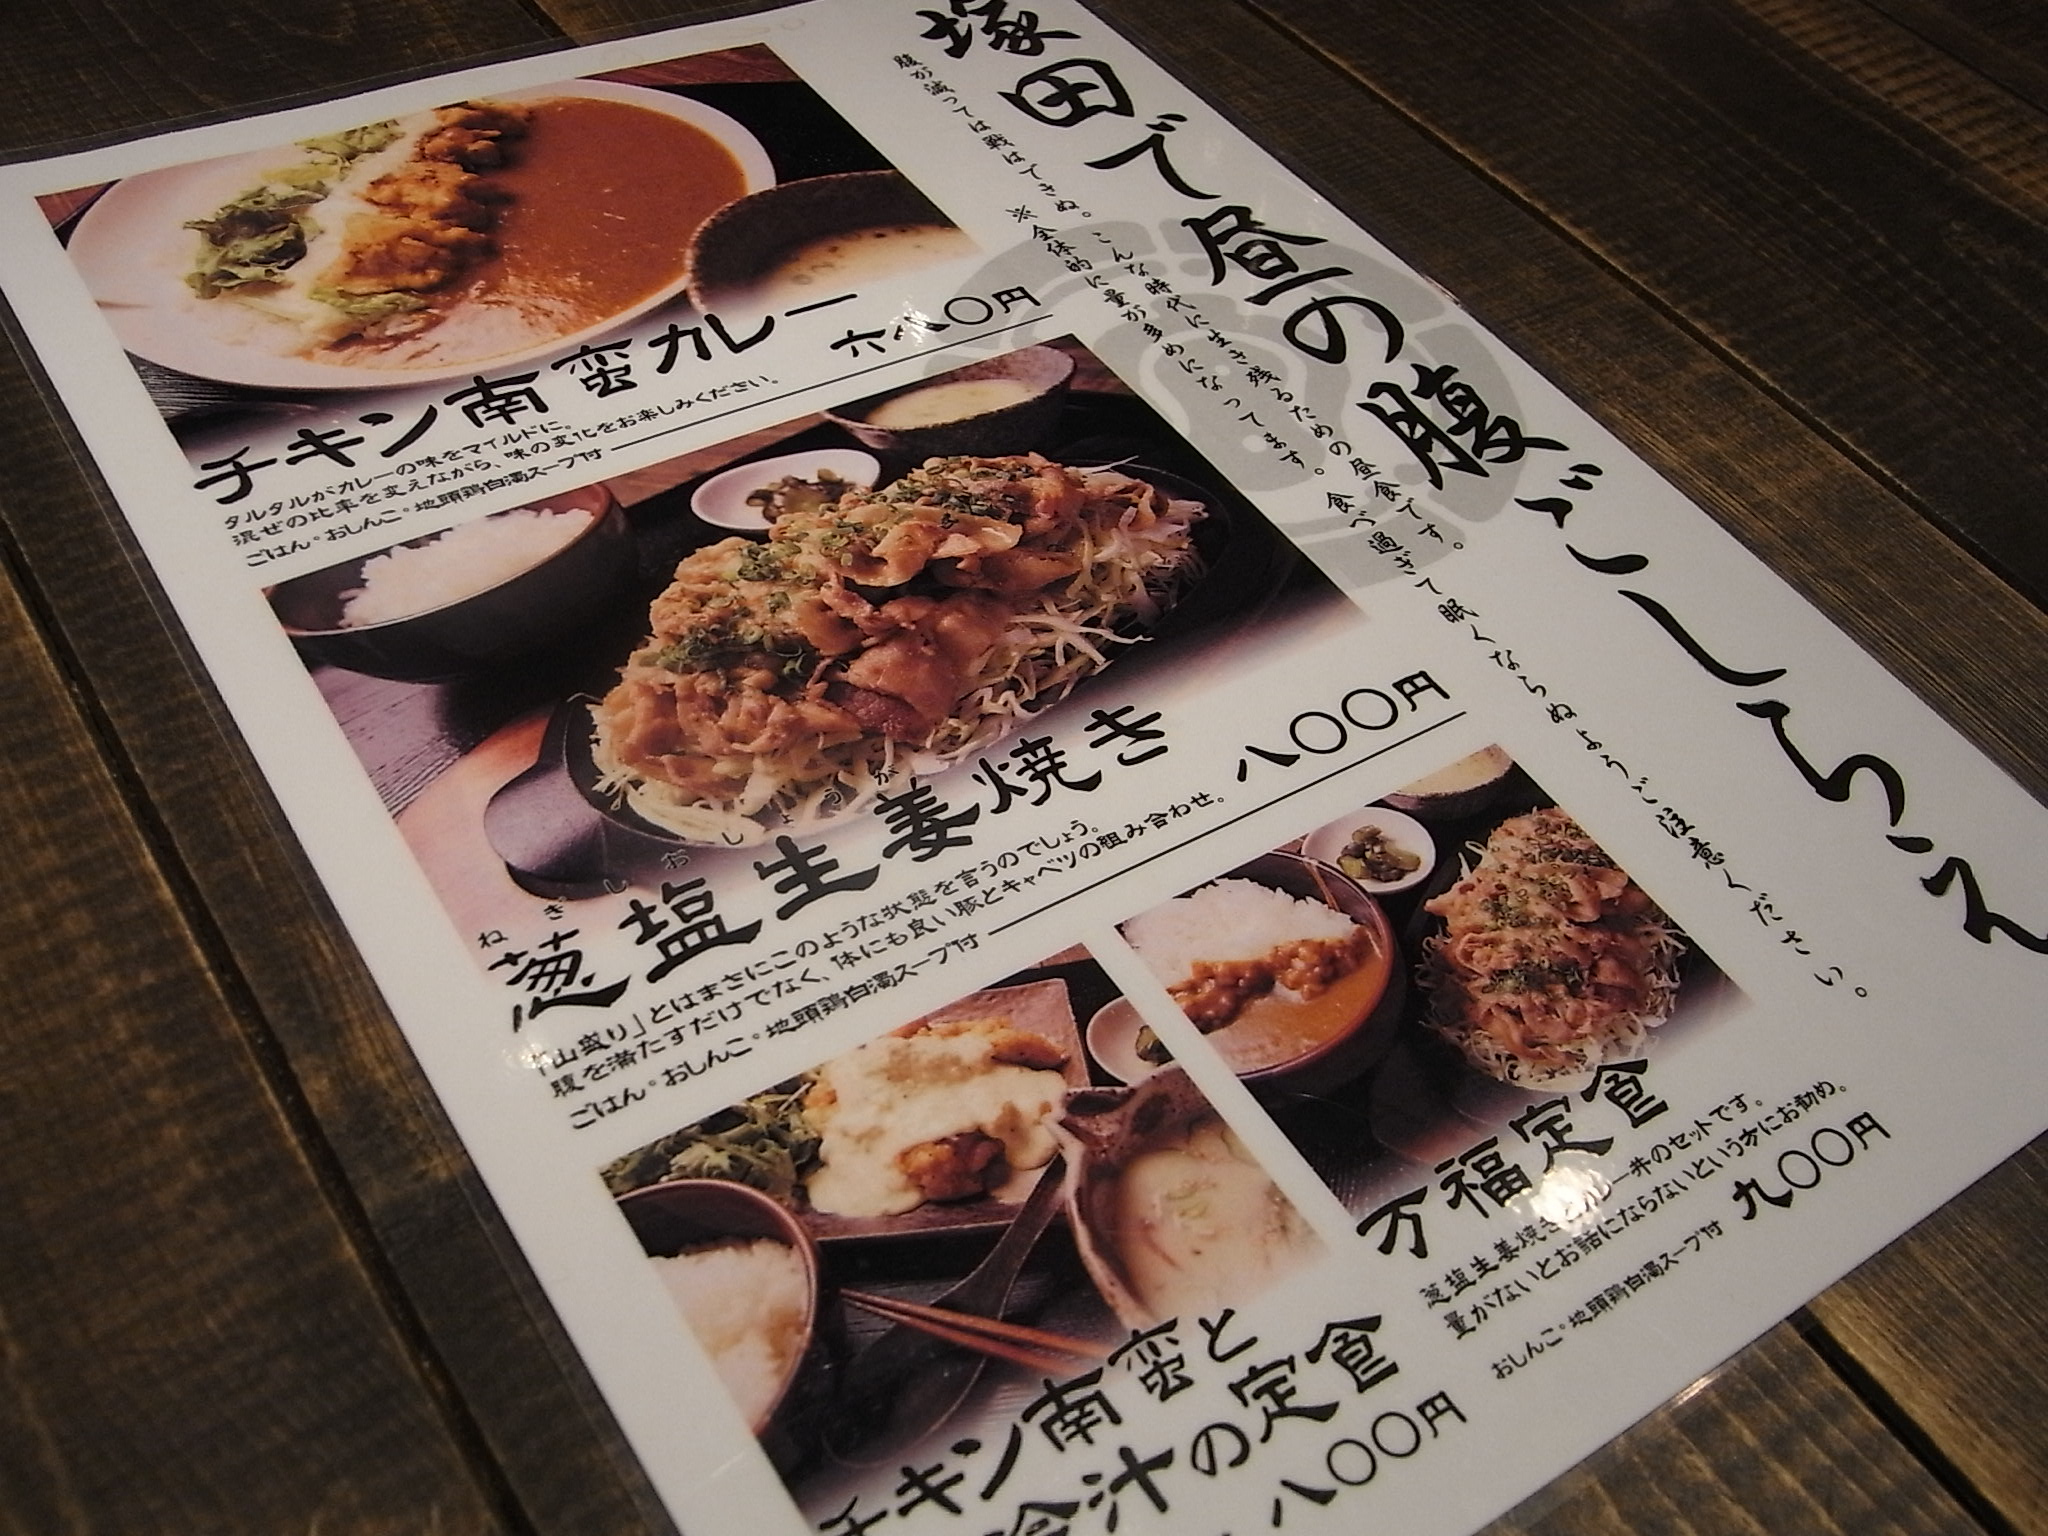 塚田で昼の腹ごしらえ
腹が減っては戦はできぬ。こんな時代に生き残るための昼食です。
※全体的に量が多めになってます。食べ過ぎて眠くならぬようご注意ください。
チキン南蛮カレー
六八〇円
タルタルがカレーの味をマイルドに。
混ぜの比率を変えながら、味の変化をお楽しみください。
ごはん。おしんこ。地頭鶏白濁スープ付
ねぎ しお しょうが
葱塩生姜焼き
八〇〇円
「山盛り」とはまさにこのような状態を言うのでしょう。
腹を満たすだけでなく、体にも良い豚とキャベツの組み合わせ。
ごはん。おしんこ。地頭鶏白濁スープ付
万福定食
葱塩生姜焼きとカレー丼のセットです。
量がないとお話にならないという方にお勧め。
おしんこ。地頭鶏白濁スープ付
九〇〇円
チキン南蛮と
冷汁の定食
八〇〇円